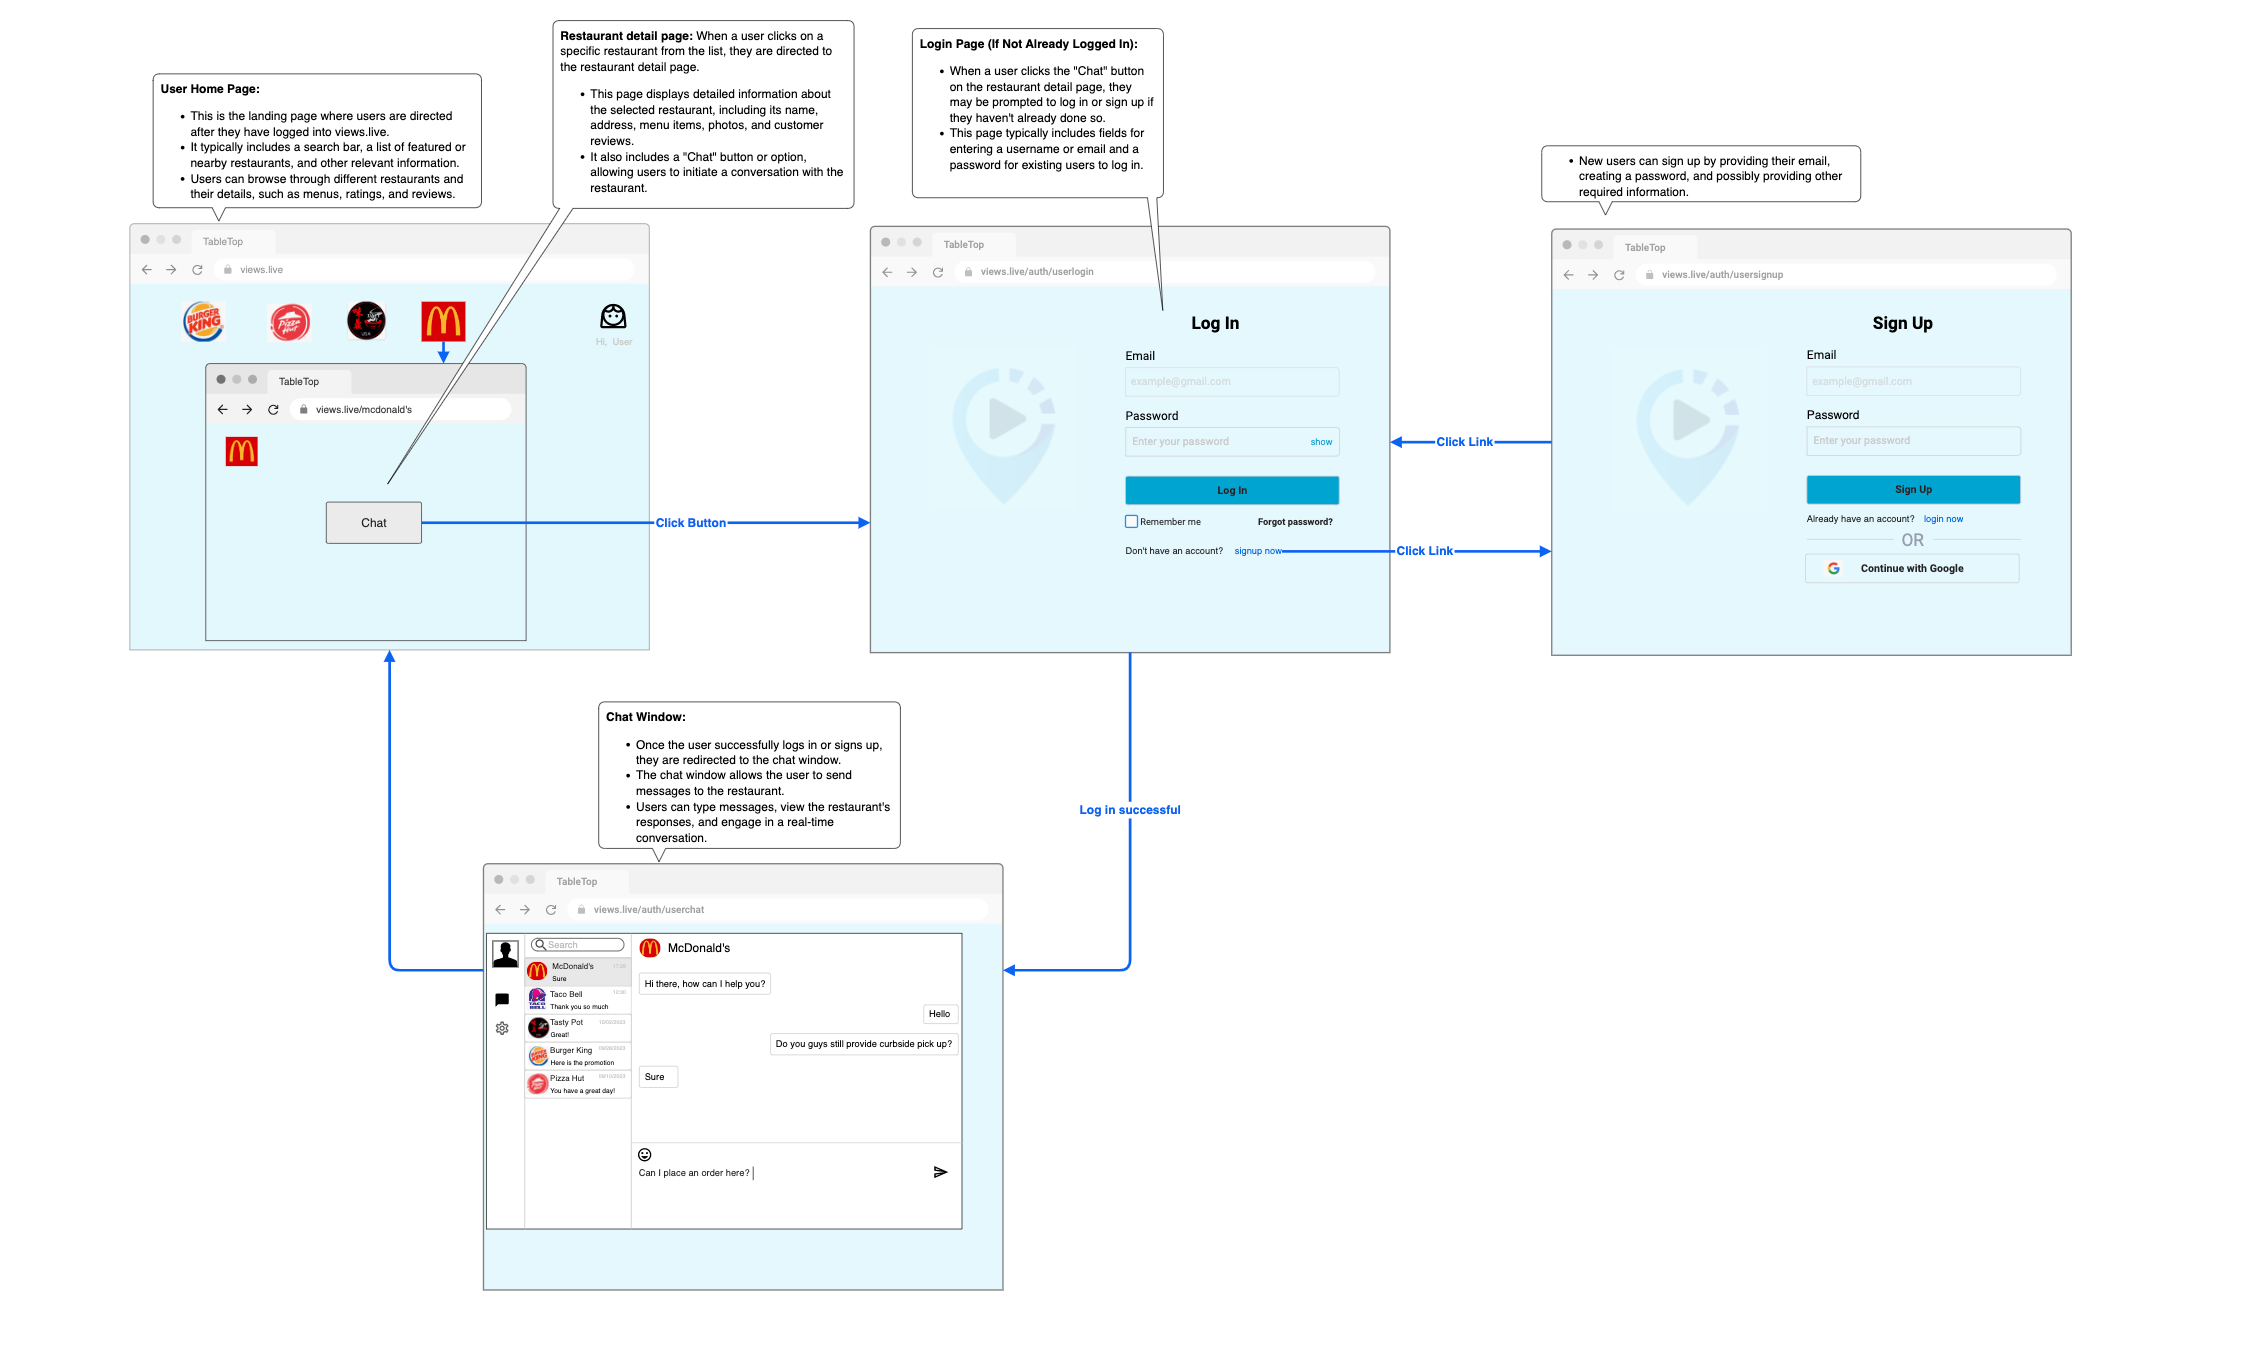 User Home Page:
• This is the landing page where users are directed
after they have logged into views.live.
• It typically includes a search bar, a list of featured or
nearby restaurants, and other relevant information.
• Users can browse through different restaurants and
their details, such as menus, ratings, and reviews.
Restaurant detail page: When a user clicks on a
specific restaurant from the list, they are directed to
the restaurant detail page.
• This page displays detailed information about
the selected restaurant, including its name,
address, menu items, photos, and customer
reviews.
• It also includes a "Chat" button or option,
allowing users to initiate a conversation with the
restaurant.
Login Page (If Not Already Logged In):
• When a user clicks the "Chat" button
on the restaurant detail page, they
may be prompted to log in or sign up if
they haven't already done so.
• This page typically includes fields for
entering a username or email and a
password for existing users to log in.
• New users can sign up by providing their email,
creating a password, and possibly providing other
required information.
TableTop
views.live
BURGER
KING
Pizza
Hut
USA
Hi, User
TableTop
views.live/mcdonald's
Chat
Click Button
TableTop
views.live/auth/userlogin
Log In
Email
example@gmail.com
Password
Enter your password
show
Log In
Remember me
Forgot password?
Don't have an account? signup now
Click Link
Click Link
TableTop
views.live/auth/usersignup
Sign Up
Email
example@gmail.com
Password
Enter your password
Sign Up
Already have an account? login now
OR
Continue with Google
Log in successful
Chat Window:
• Once the user successfully logs in or signs up,
they are redirected to the chat window.
• The chat window allows the user to send
messages to the restaurant.
• Users can type messages, view the restaurant's
responses, and engage in a real-time
conversation.
TableTop
views.live/auth/userchat
Search
McDonald's
Sure
TACO
BELL
Taco Bell
Thank you so much
Tasty Pot
Great!
BURGER
KING
Burger King
Here is the promotion
Pizza Hut
You have a great day!
McDonald's
Hi there, how can I help you?
Hello
Do you guys still provide curbside pick up?
Sure
Can I place an order here?